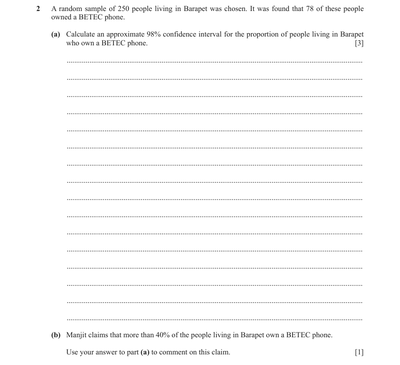 2 A random sample of 250 people living in Barapet was chosen. It was found that 78 of these people
owned a BETEC phone.
(a) Calculate an approximate 98% confidence interval for the proportion of people living in Barapet
who own a BETEC phone. [3]
(b) Manjit claims that more than 40% of the people living in Barapet own a BETEC phone.
Use your answer to part (a) to comment on this claim. [1]